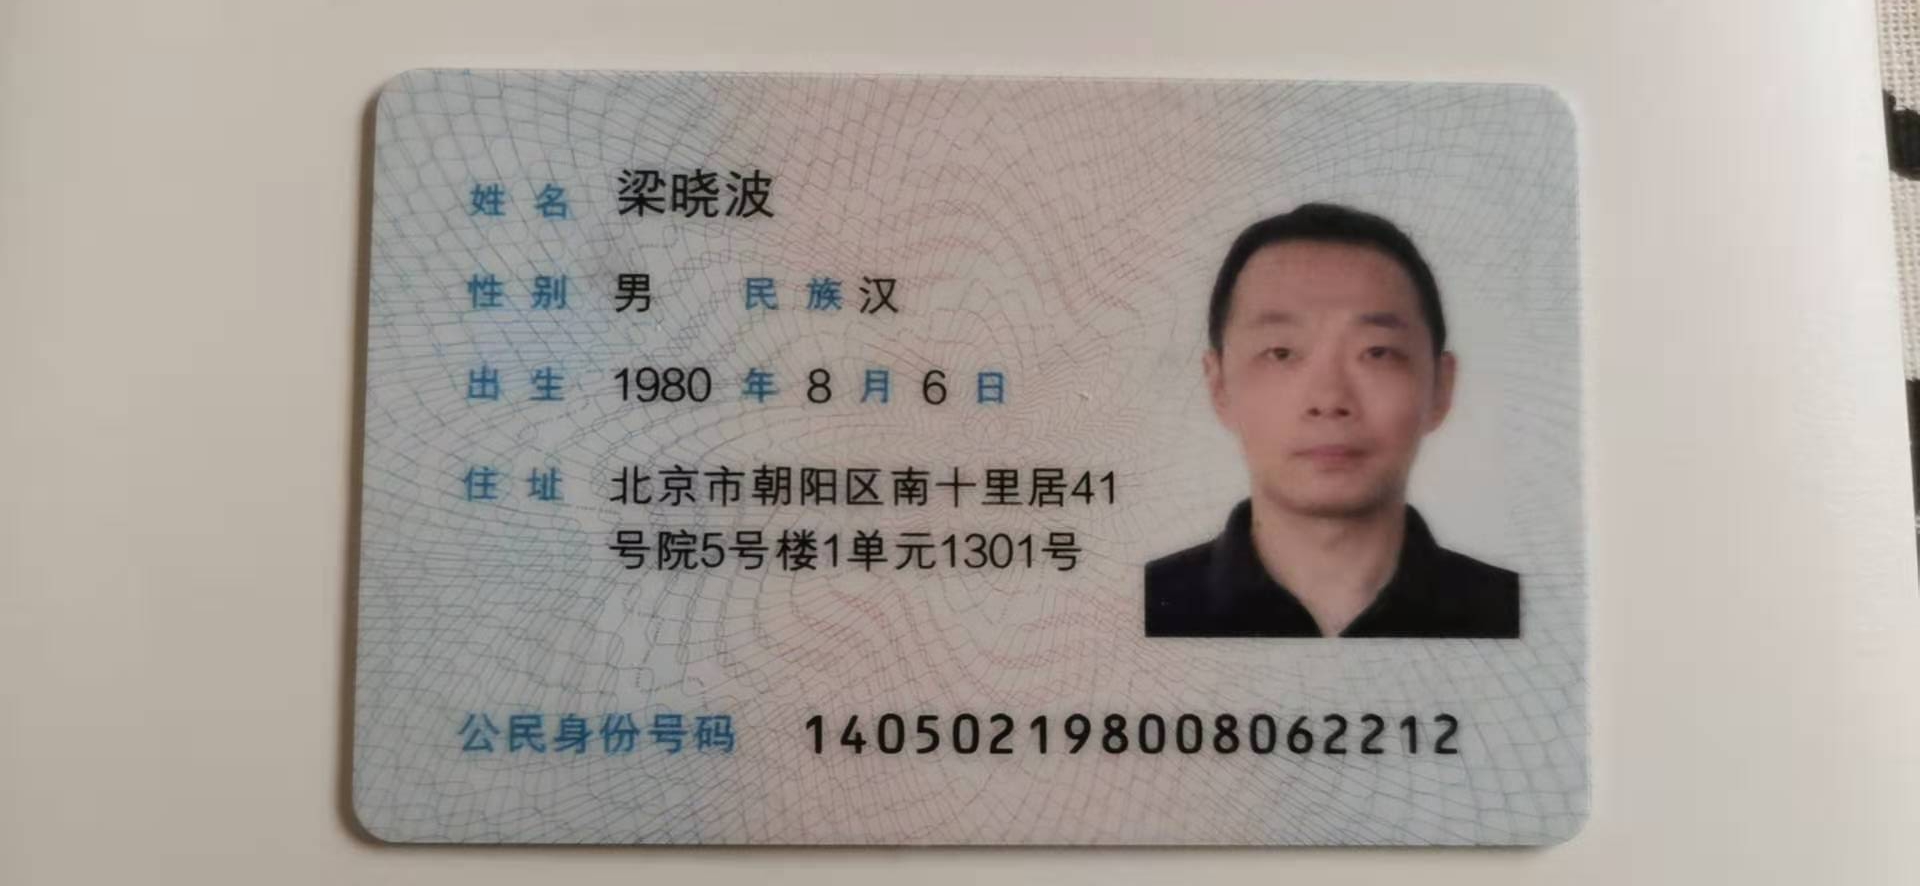 姓名 梁晓波
性别 男 民族 汉
出生 1980 年 8 月 6 日
住址 北京市朝阳区南十里居41
号院5号楼1单元1301号
公民身份号码 140502198008062212